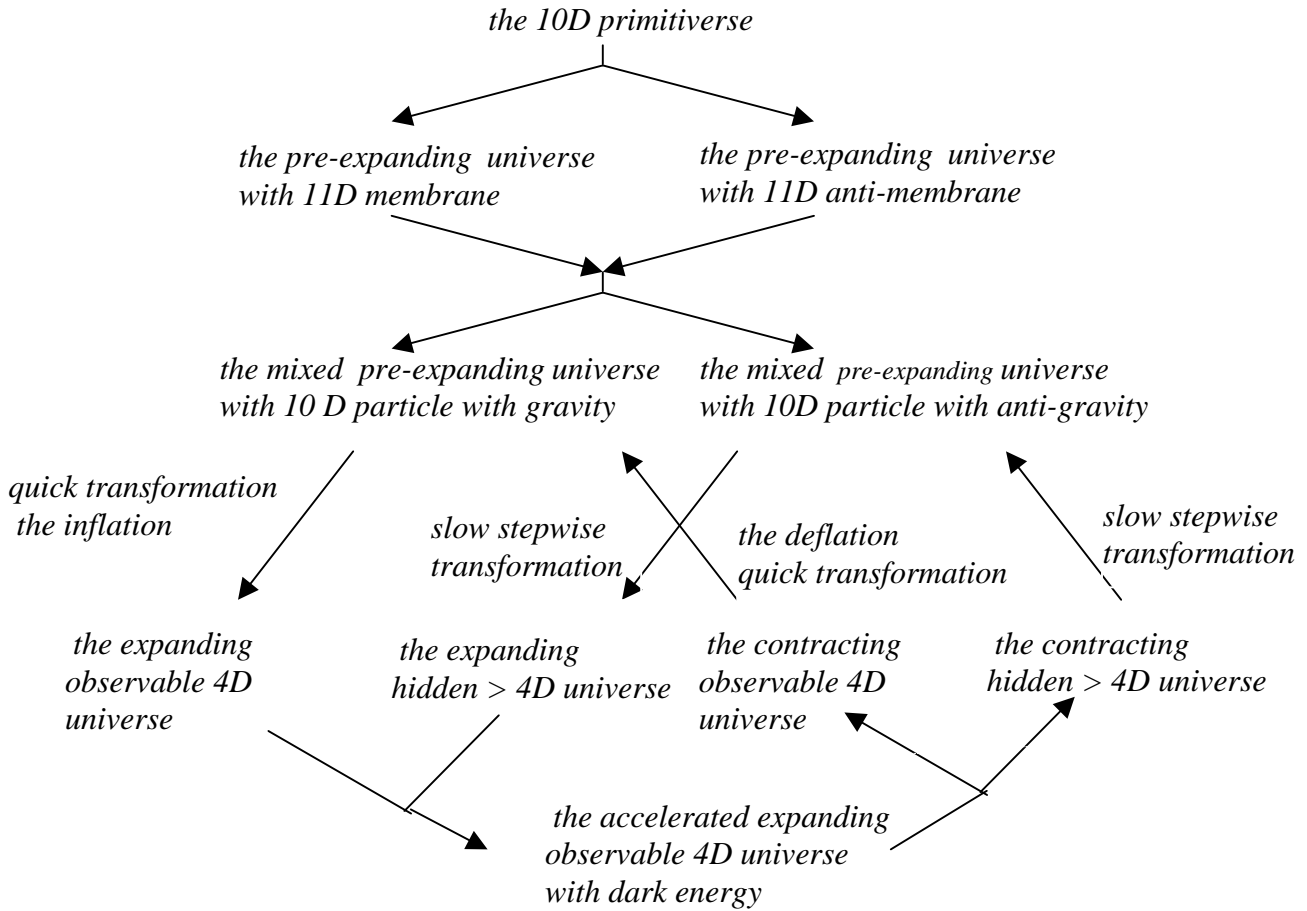 the 10D primitiverse
the pre-expanding universe
with 11D membrane
the pre-expanding universe
with 11D anti-membrane
the mixed pre-expanding universe
with 10 D particle with gravity
the mixed pre-expanding universe
with 10D particle with anti-gravity
quick transformation
the inflation
slow stepwise
transformation
the deflation
quick transformation
slow stepwise
transformation
the expanding
observable 4D
universe
the expanding
hidden > 4D universe
the contracting
observable 4D
universe
the contracting
hidden > 4D universe
the accelerated expanding
observable 4D universe
with dark energy